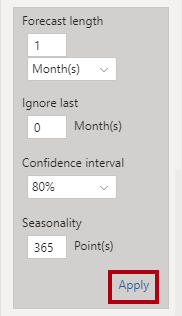 Forecast length
1
Month(s)
Ignore last
0 Month(s)
Confidence interval
80%
Seasonality
365 Point(s)
Apply